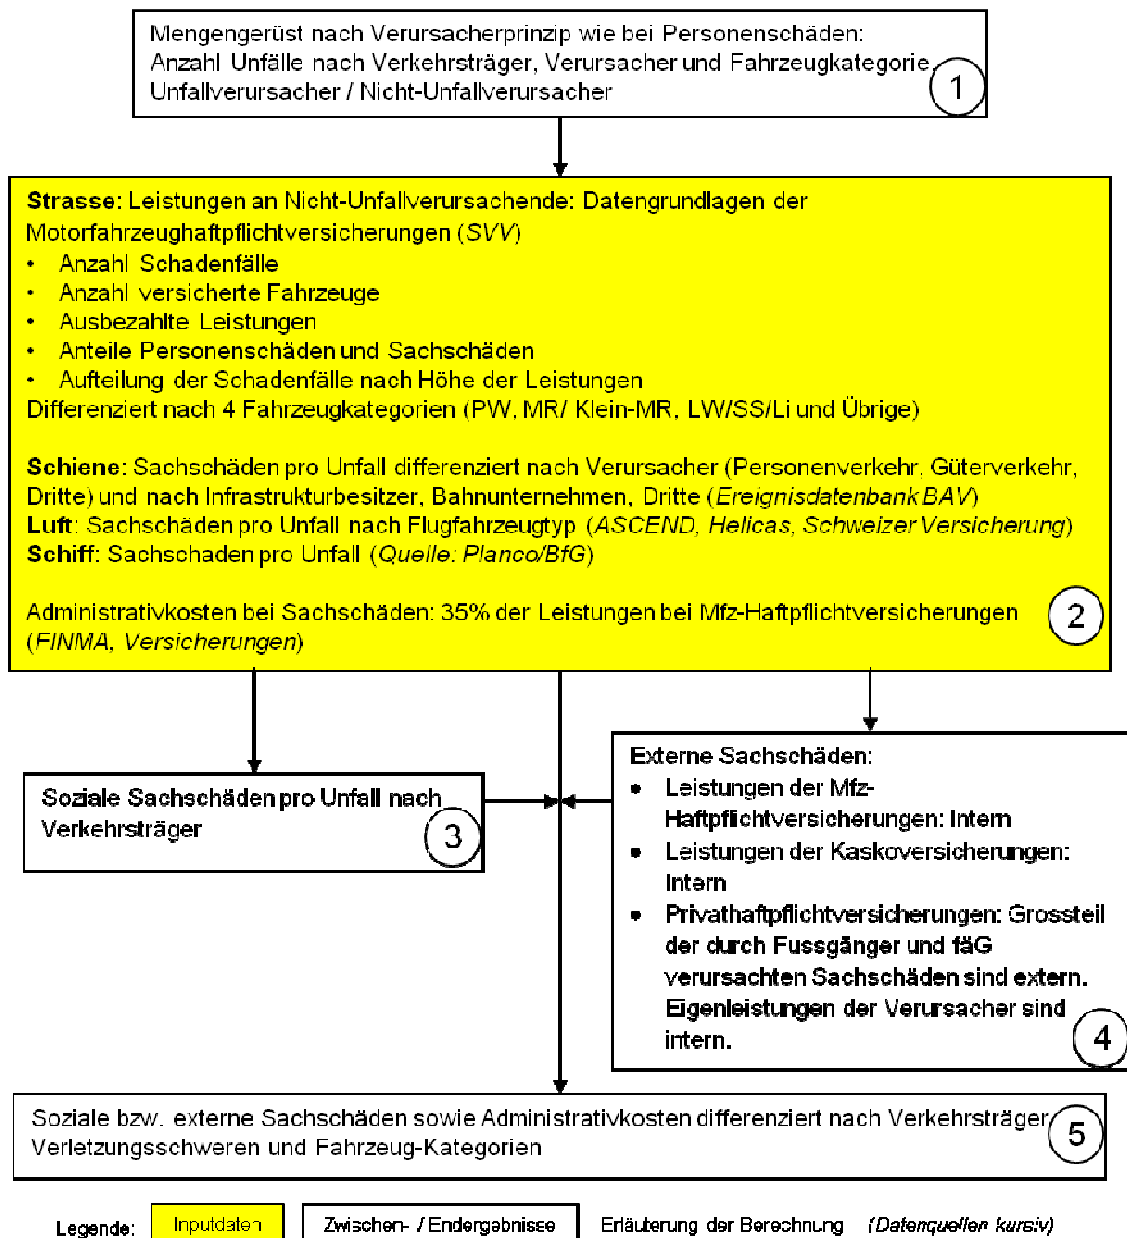 Mengengerüst nach Verursacherprinzip wie bei Personenschäden:
Anzahl Unfälle nach Verkehrsträger, Verursacher und Fahrzeugkategorie,
Unfallverursacher / Nicht-Unfallverursacher
1
Strasse: Leistungen an Nicht-Unfallverursachende: Datengrundlagen der
Motorfahrzeughaftpflichtversicherungen (SVV)
• Anzahl Schadenfälle
• Anzahl versicherte Fahrzeuge
• Ausbezahlte Leistungen
• Anteile Personenschäden und Sachschäden
• Aufteilung der Schadenfälle nach Höhe der Leistungen
Differenziert nach 4 Fahrzeugkategorien (PW, MR/ Klein-MR, LW/SS/Li und Übrige)
Schiene: Sachschäden pro Unfall differenziert nach Verursacher (Personenverkehr, Güterverkehr,
Dritte) und nach Infrastrukturbesitzer, Bahnunternehmen, Dritte (Ereignisdatenbank BAV)
Luft: Sachschäden pro Unfall nach Flugfahrzeugtyp (ASCEND, Helicas, Schweizer Versicherung)
Schiff: Sachschaden pro Unfall (Quelle: Planco/BfG)
Administrativkosten bei Sachschäden: 35% der Leistungen bei Mfz-Haftpflichtversicherungen
(FINMA, Versicherungen)
2
Soziale Sachschäden pro Unfall nach
Verkehrsträger
3
Externe Sachschäden:
• Leistungen der Mfz-
Haftpflichtversicherungen: Intern
• Leistungen der Kaskoversicherungen:
Intern
• Privathaftpflichtversicherungen: Grossteil
der durch Fussgänger und fäG
verursachten Sachschäden sind extern.
Eigenleistungen der Verursacher sind
intern.
4
Soziale bzw. externe Sachschäden sowie Administrativkosten differenziert nach Verkehrsträger,
Verletzungsschweren und Fahrzeug-Kategorien
5
Legende: Inputdaten Zwischen- / Endergebnisse Erläuterung der Berechnung (Datenquellen kursiv)